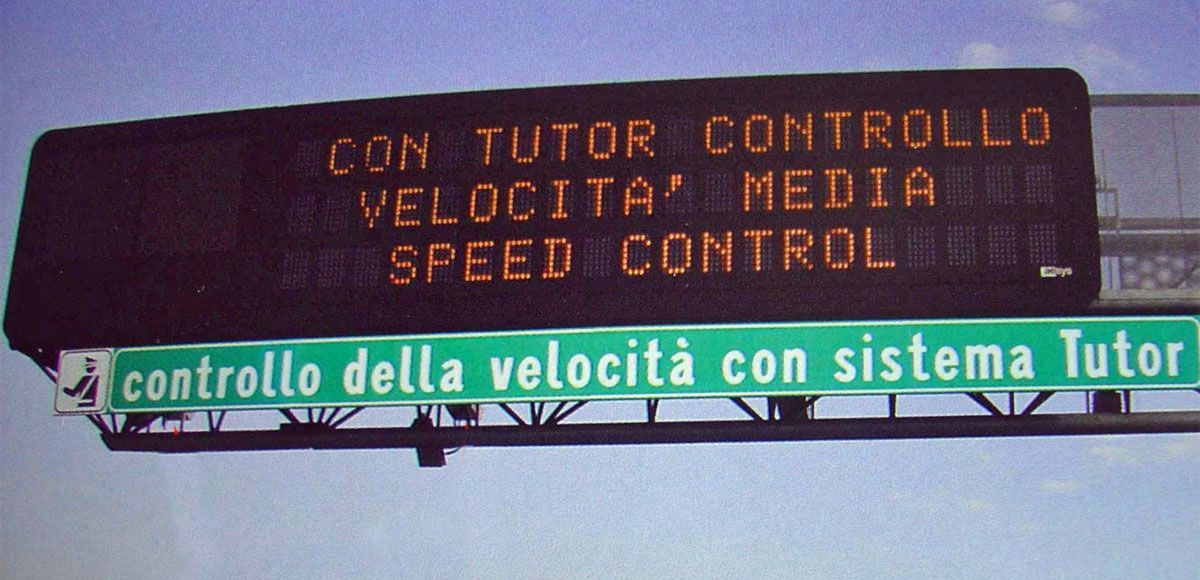 CON TUTOR CONTROLLO
VELOCITA' MEDIA
SPEED CONTROL
controllo della velocità con sistema Tutor